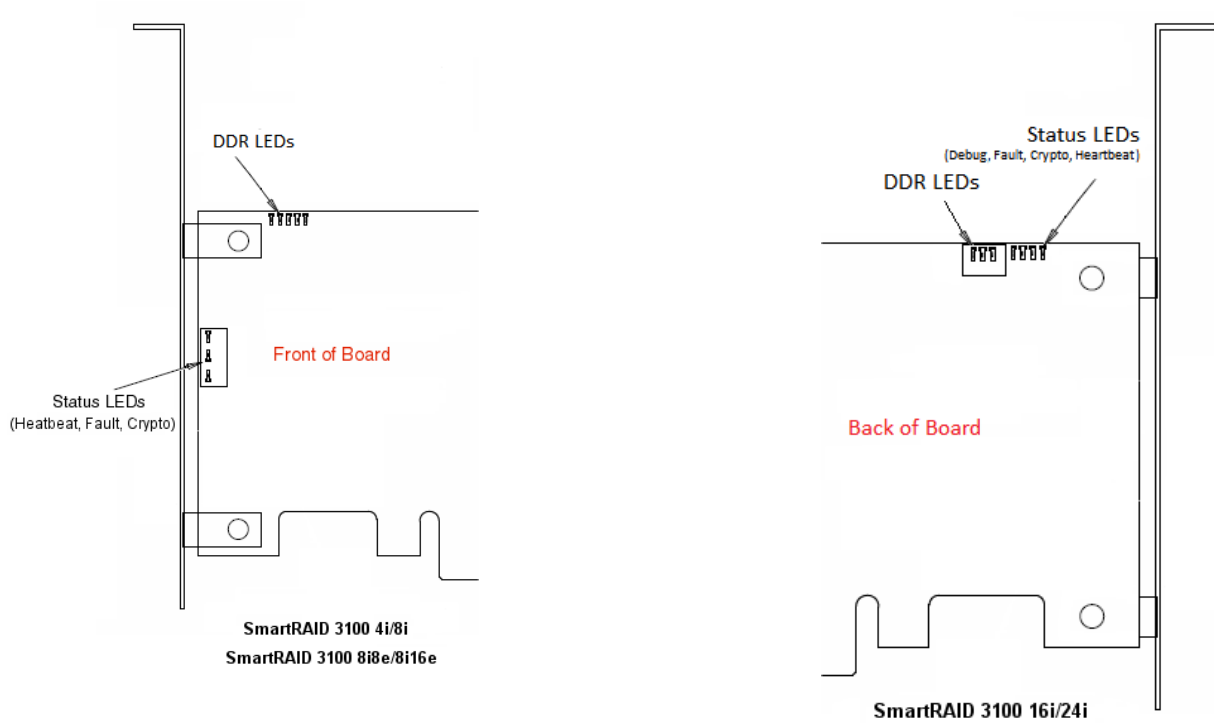 DDR LEDs
Front of Board
Status LEDs
(Heatbeat, Fault, Crypto)
SmartRAID 3100 4i/8i
SmartRAID 3100 8i8e/8i16e
Status LEDs
(Debug, Fault, Crypto, Heartbeat)
DDR LEDs
Back of Board
SmartRAID 3100 16i/24i